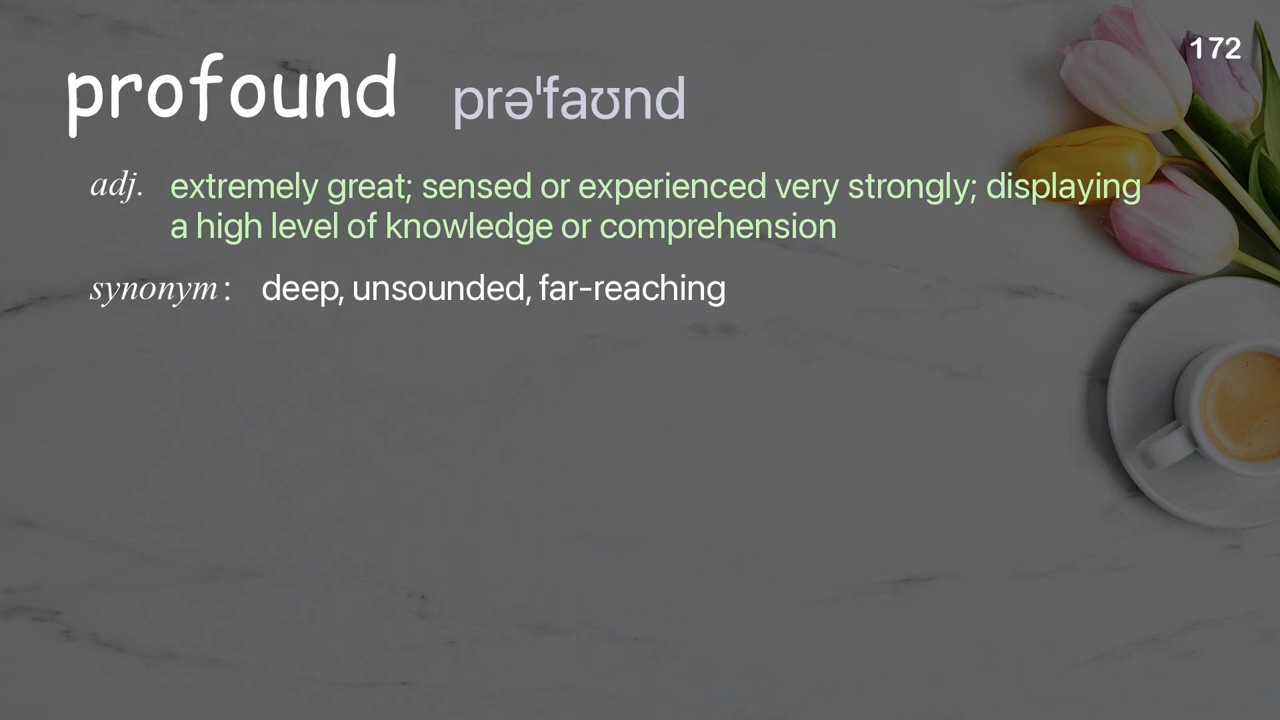 172
profound prəˈfaʊnd
adj. extremely great; sensed or experienced very strongly; displaying
a high level of knowledge or comprehension
synonym : deep, unsounded, far-reaching